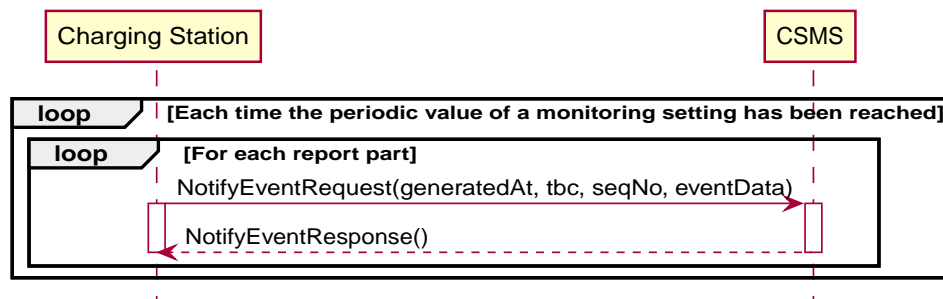 Charging Station
CSMS
loop [Each time the periodic value of a monitoring setting has been reached]
loop [For each report part]
NotifyEventRequest(generatedAt, tbc, seqNo, eventData)
NotifyEventResponse()